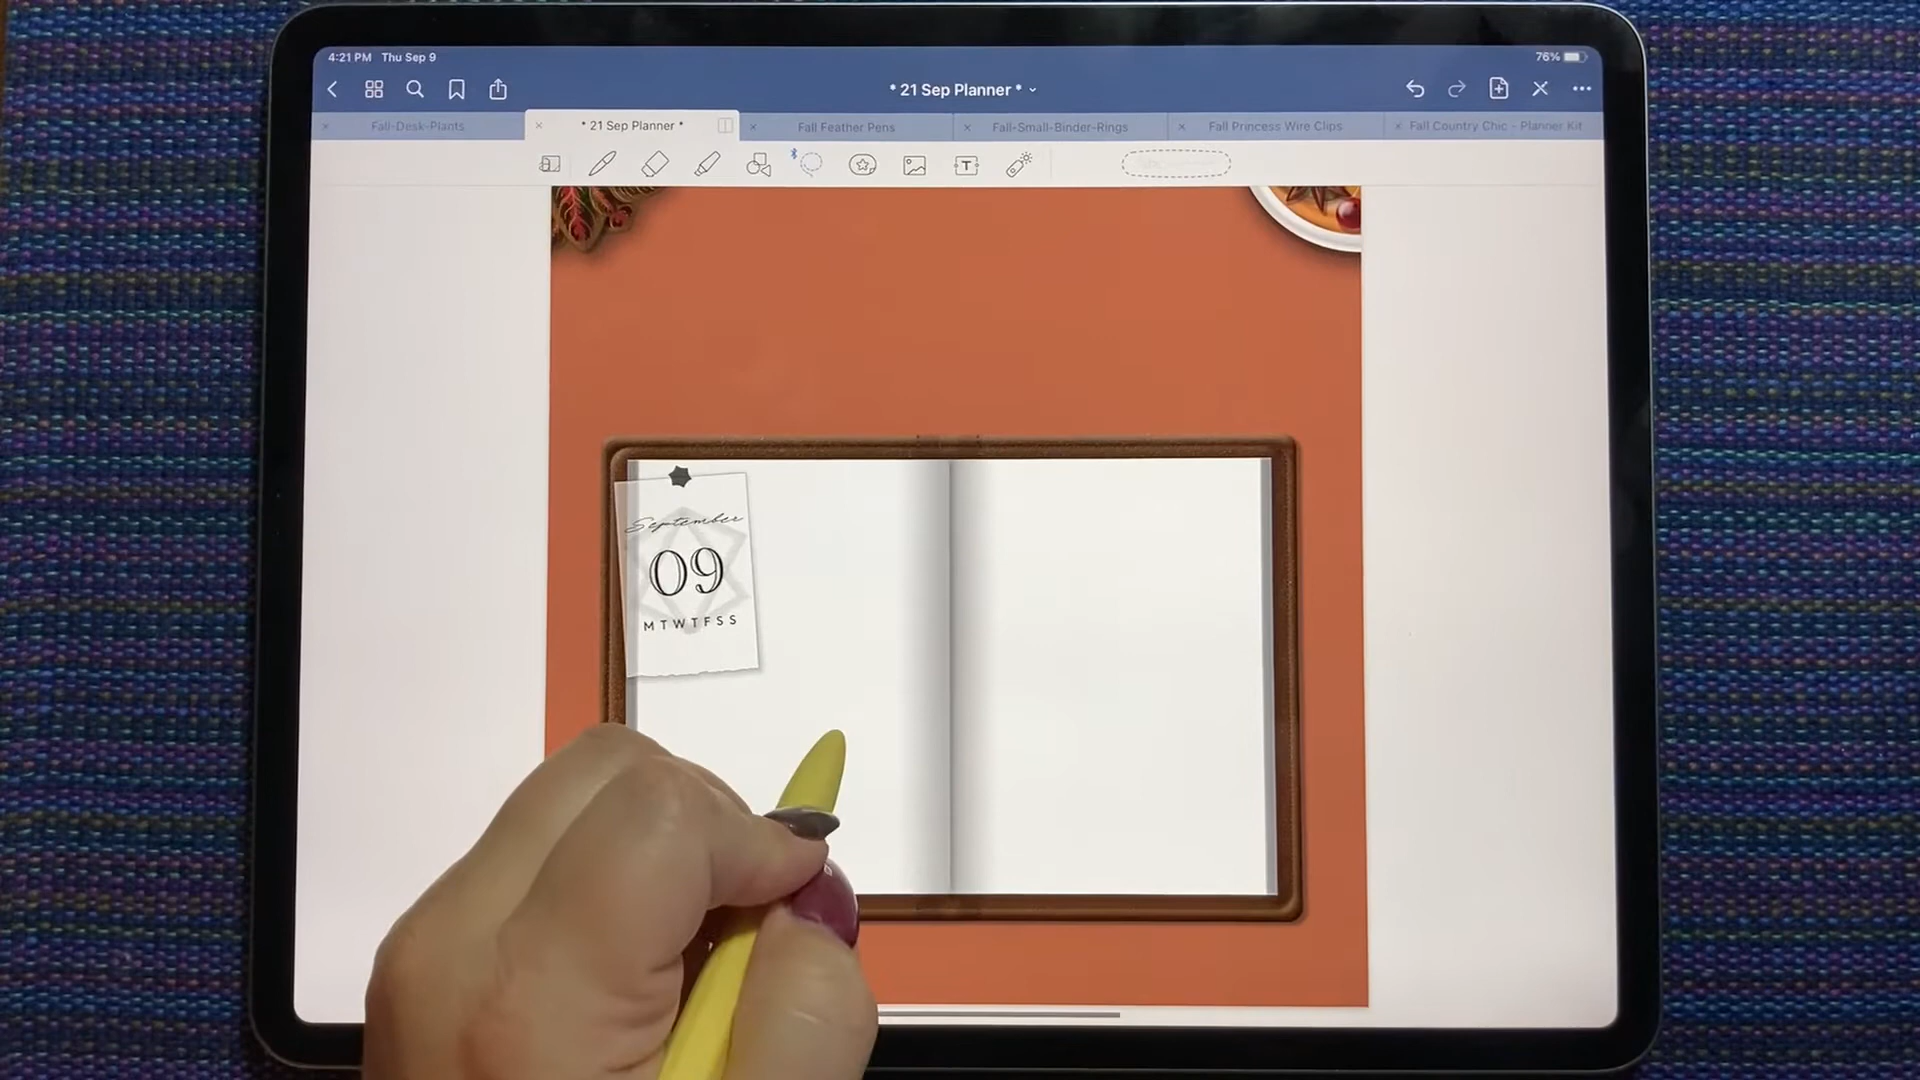 4:21 PM Thu Sep 9
76%
* 21 Sep Planner *
Fall-Desk-Plants
* 21 Sep Planner *
Fall Feather Pens
Fall-Small-Binder-Rings
Fall Princess Wire Clips
Fall Country Chic - Planner Kit
T
September
09
MTWTFSS